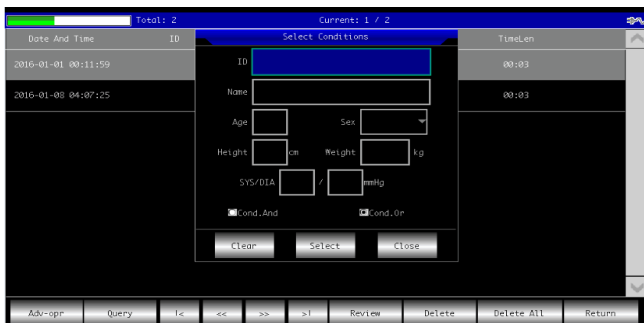 Total: 2 Current: 1 / 2
Date And Time ID Select Conditions TimeLen
2016-01-01 00:11:59 ID 00:03
Name
2016-01-08 04:07:25 00:03
Age Sex
Height cm Weight kg
SYS/DIA / mmHg
Cond.And Cond.Or
Clear Select Close
Adv-opr Query |< << >> >| Review Delete Delete All Return